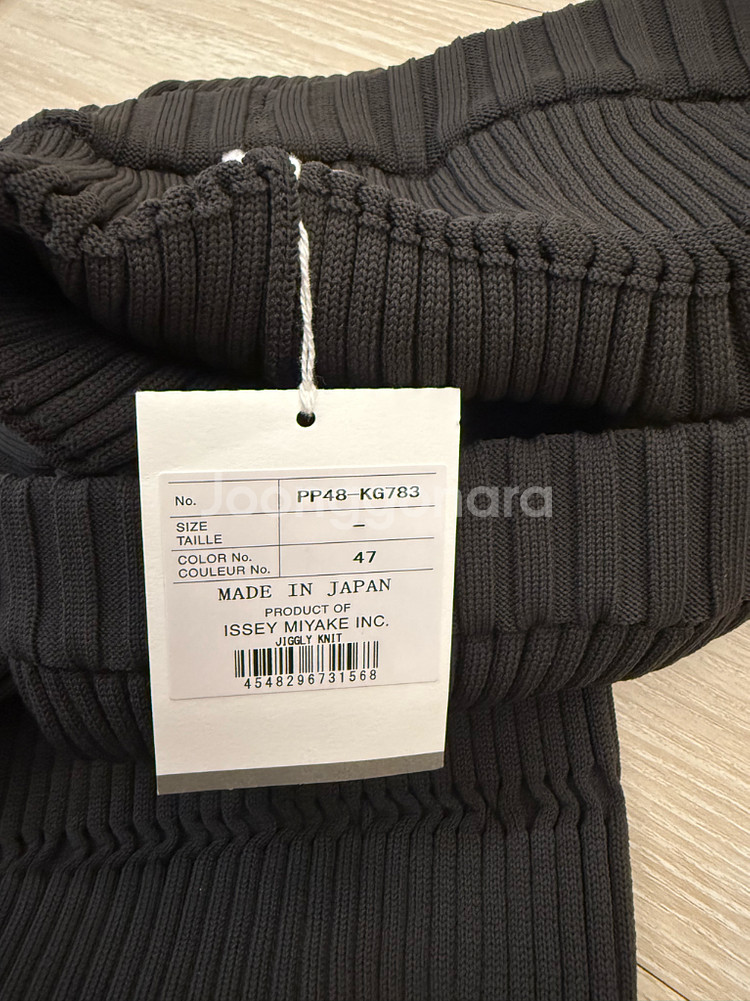 No. PP48-KG783
SIZE
TAILLE
–
COLOR No.
COULEUR No.
47
MADE IN JAPAN
PRODUCT OF
ISSEY MIYAKE INC.
JIGGLY KNIT
4548296731568
Joonggonara